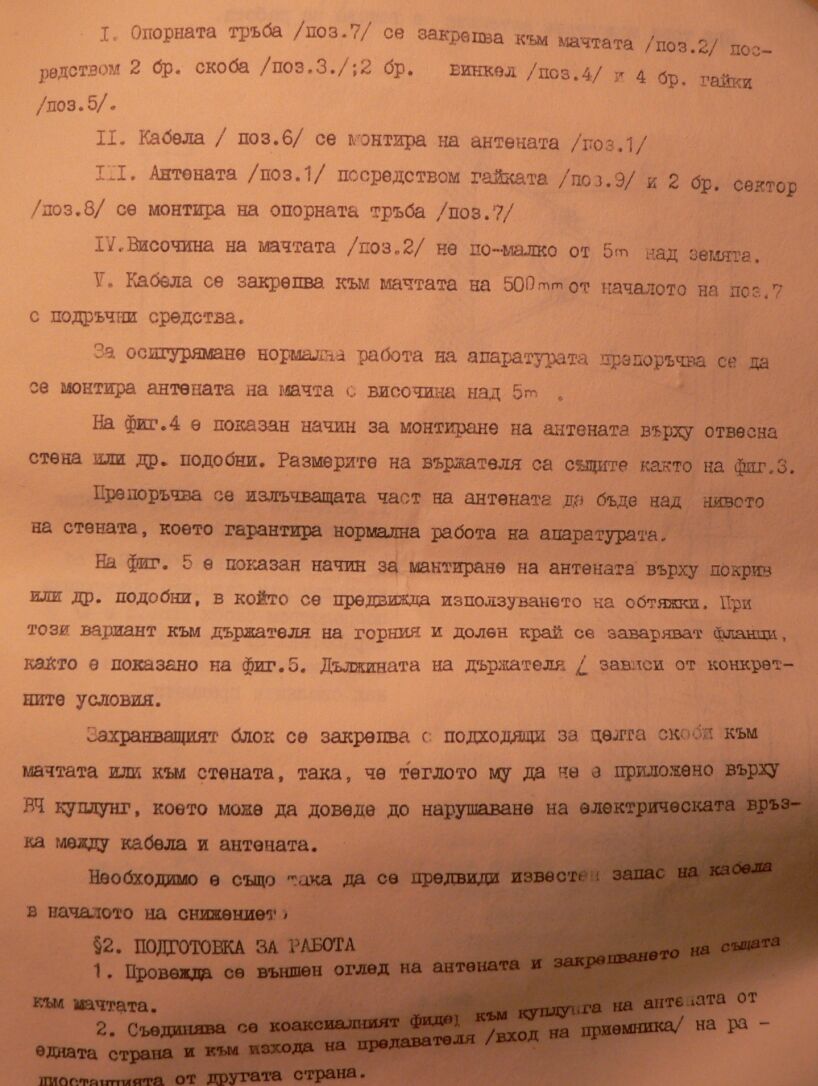 I. Опорната тръба /поз.7/ се закрепва към мачтата /поз.2/ пос-
редством 2 бр. скоба /поз.3./;2 бр. винкел /поз.4/ и 4 бр. гайки
/поз.5/.
II. Кабела / поз.6/ се монтира на антената /поз.1/
III. Антената /поз.1/ посредством гайката /поз.9/ и 2 бр. сектор
/поз.8/ се монтира на опорната тръба /поз.7/
IV.Височина на мачтата /поз.2/ не по-малко от 5m над земята.
V. Кабела се закрепва към мачтата на 500mm от началото на поз.7
с подръчни средства.
За осигурямане нормална работа на апаратурата препоръчва се да
се монтира антената на мачта с височина над 5m .
На фиг.4 е показан начин за монтиране на антената върху отвесна
стена или др. подобни. Размерите на вържателя са същите както на фиг.3.
Препоръчва се излъчващата част на антената да бъде над нивото
на стената, което гарантира нормална работа на апаратурата.
На фиг. 5 е показан начин за мантиране на антената върху покрив
или др. подобни, в който се предвижда използуването на обтяжки. При
този вариант към държателя на горния и долен край се заваряват фланци,
както е показано на фиг.5. Дължината на държателя L зависи от конкрет-
ните условия.
Захранващият блок се закрепва с подходящи за целта скоби към
мачтата или към стената, така, че теглото му да не е приложено върху
ВЧ куплунг, което може да доведе до нарушаване на електрическата връз-
ка между кабела и антената.
Необходимо е също така да се предвиди известен запас на кабела
в началото на снижението
§2. ПОДГОТОВКА ЗА РАБОТА
1. Провежда се външен оглед на антената и закрепването на същата
към мачтата.
2. Съединява се коаксиалният фидер към куплунга на антената от
едната страна и към изхода на предавателя /вход на приемника/ на ра -
диостанцията от другата страна.